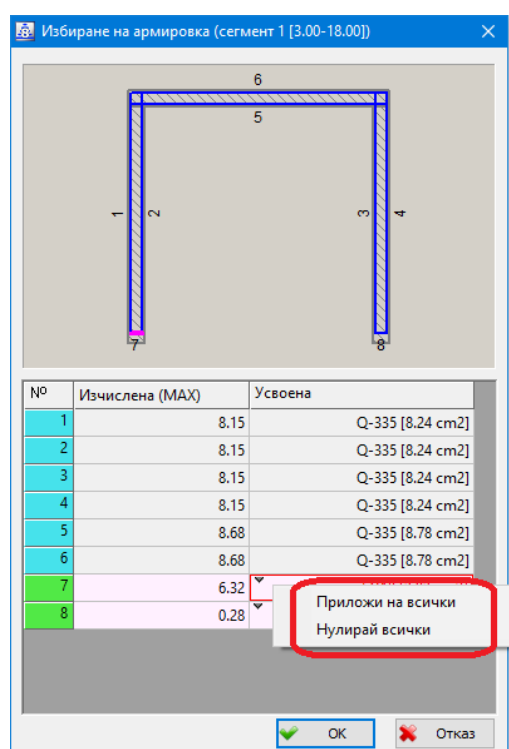 Избиране на армировка (сегмент 1 [3.00-18.00])
6
5
1 2 3 4
7 8
Nº Изчислена (MAX) Усвоена
1 8.15 Q-335 [8.24 cm2]
2 8.15 Q-335 [8.24 cm2]
3 8.15 Q-335 [8.24 cm2]
4 8.15 Q-335 [8.24 cm2]
5 8.68 Q-335 [8.78 cm2]
6 8.68 Q-335 [8.78 cm2]
7 6.32
8 0.28
Приложи на всички
Нулирай всички
OK Отказ